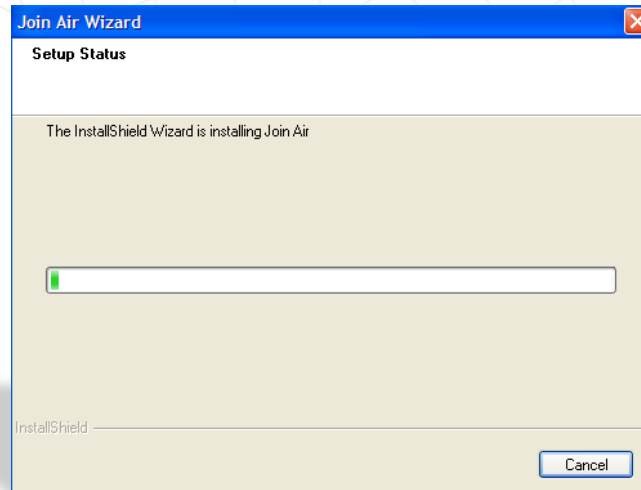 Join Air Wizard
Setup Status
The InstallShield Wizard is installing Join Air
InstallShield
Cancel